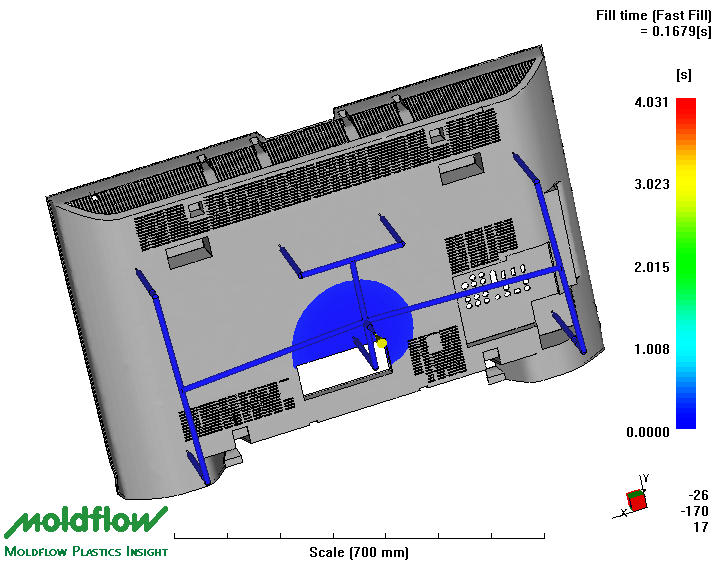 Fill time (Fast Fill)
= 0.1679[s]
[s]
4.031
3.023
2.015
1.008
0.0000
Y
X
-26
-170
17
moldflow
MOLDFLOW PLASTICS INSIGHT
Scale (700 mm)